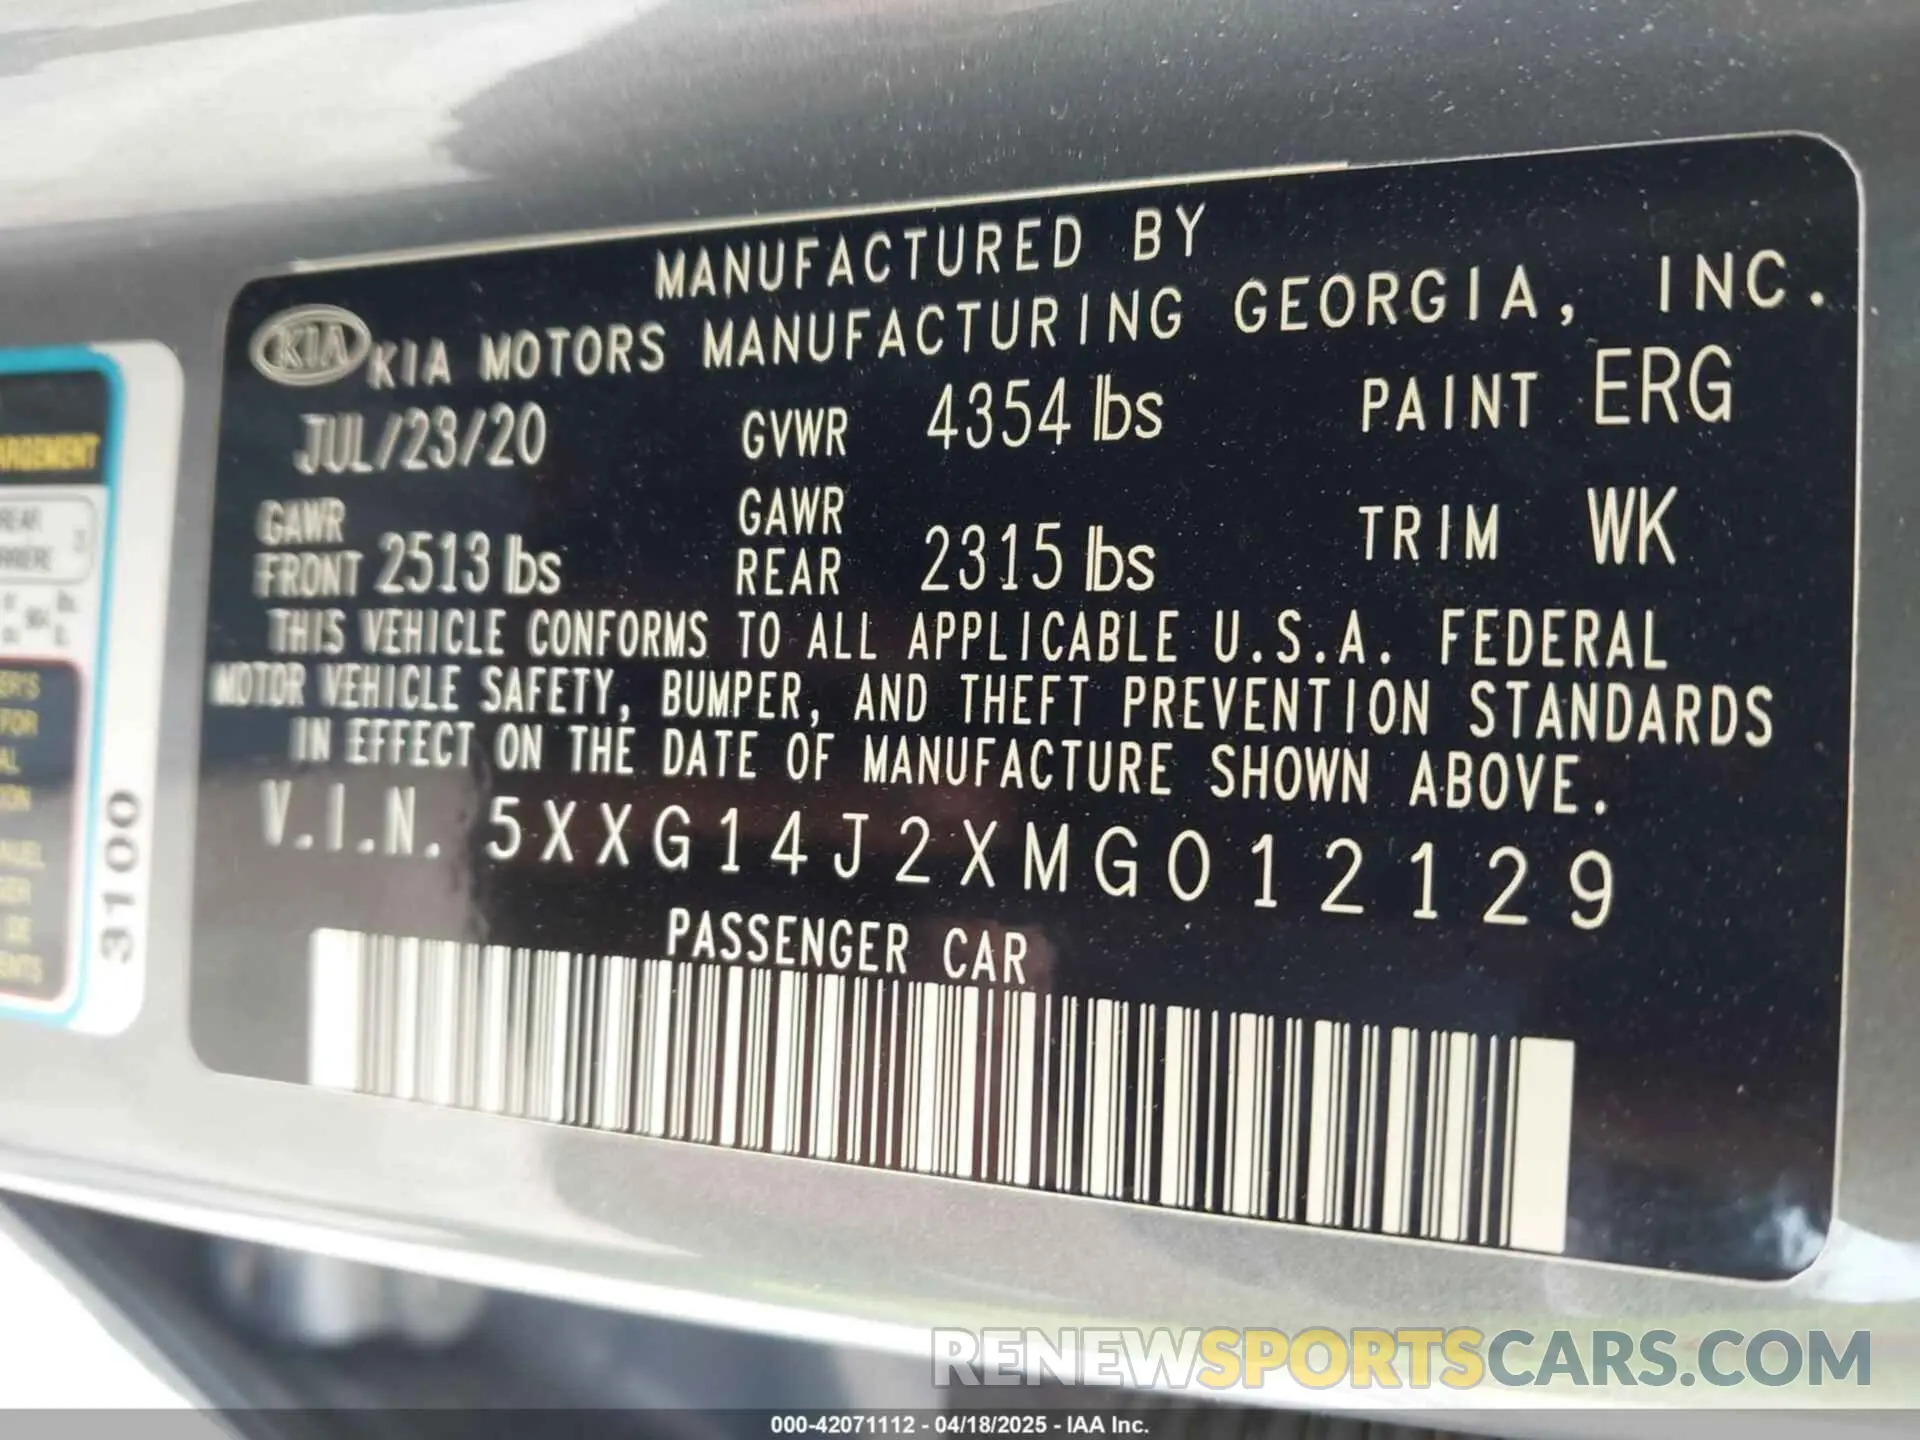 MANUFACTURED BY
KIA KIA MOTORS MANUFACTURING GEORGIA, INC.
JUL/23/20 GVWR 4354 lbs PAINT ERG
GAWR FRONT 2513 lbs GAWR REAR 2315 lbs TRIM WK
THIS VEHICLE CONFORMS TO ALL APPLICABLE U.S.A. FEDERAL
MOTOR VEHICLE SAFETY, BUMPER, AND THEFT PREVENTION STANDARDS
IN EFFECT ON THE DATE OF MANUFACTURE SHOWN ABOVE.
V.I.N. 5XXG14J2XMG012129
PASSENGER CAR
REAR
FOR
DE
3100
RENEWSPORTSCARS.COM
000-42071112 - 04/18/2025 - IAA Inc.